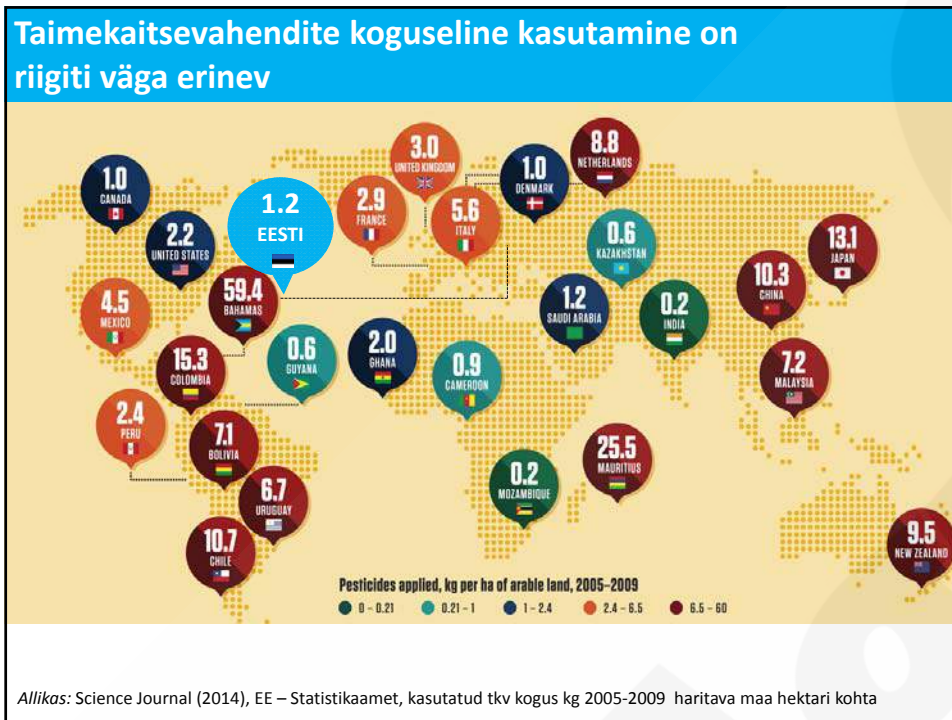 Taimekaitsevahendite koguseline kasutamine on
riigiti väga erinev
1.0
CANADA
2.2
UNITED STATES
1.2
EESTI
3.0
UNITED KINGDOM
2.9
FRANCE
5.6
ITALY
1.0
DENMARK
8.8
NETHERLANDS
0.6
KAZAKHSTAN
13.1
JAPAN
10.3
CHINA
4.5
MEXICO
59.4
BAHAMAS
15.3
COLOMBIA
0.6
GUYANA
2.0
GHANA
0.9
CAMEROON
1.2
SAUDI ARABIA
0.2
INDIA
7.2
MALAYSIA
2.4
PERU
7.1
BOLIVIA
6.7
URUGUAY
10.7
CHILE
0.2
MOZAMBIQUE
25.5
MAURITIUS
9.5
NEW ZEALAND
Pesticides applied, kg per ha of arable land, 2005–2009
0 – 0.21 0.21 – 1 1 – 2.4 2.4 – 6.5 6.5 – 60
Allikas: Science Journal (2014), EE – Statistikaamet, kasutatud tkv kogus kg 2005-2009 haritava maa hektari kohta